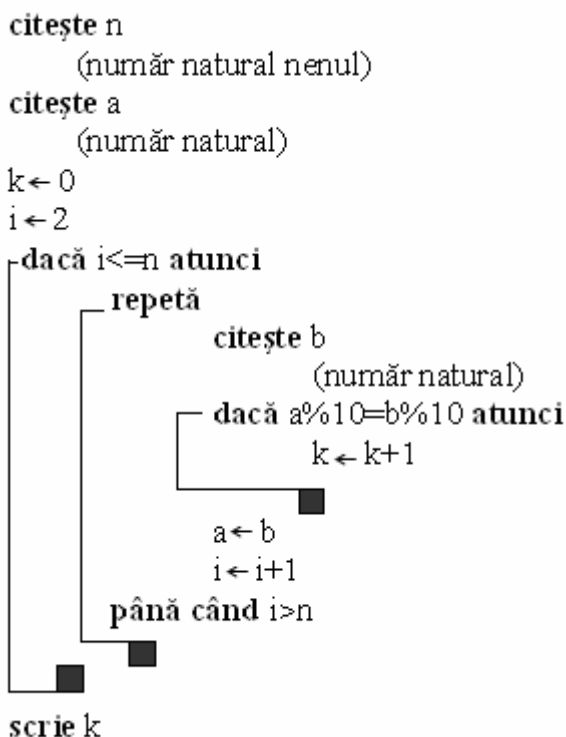 citește n
(număr natural nenul)
citește a
(număr natural)
k←0
i←2
dacă i<=n atunci
repetă
citește b
(număr natural)
dacă a%10=b%10 atunci
k←k+1
a←b
i←i+1
până când i>n
scrie k